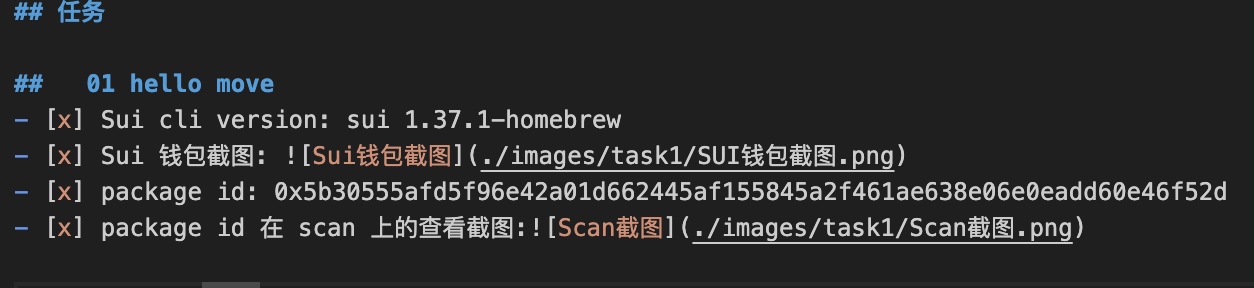 ## 任务
##   01 hello move
- [x] Sui cli version: sui 1.37.1-homebrew
- [x] Sui 钱包截图: ![Sui钱包截图](./images/task1/SUI钱包截图.png)
- [x] package id: 0x5b30555afd5f96e42a01d662445af155845a2f461ae638e06e0eadd60e46f52d
- [x] package id 在 scan 上的查看截图:![Scan截图](./images/task1/Scan截图.png)